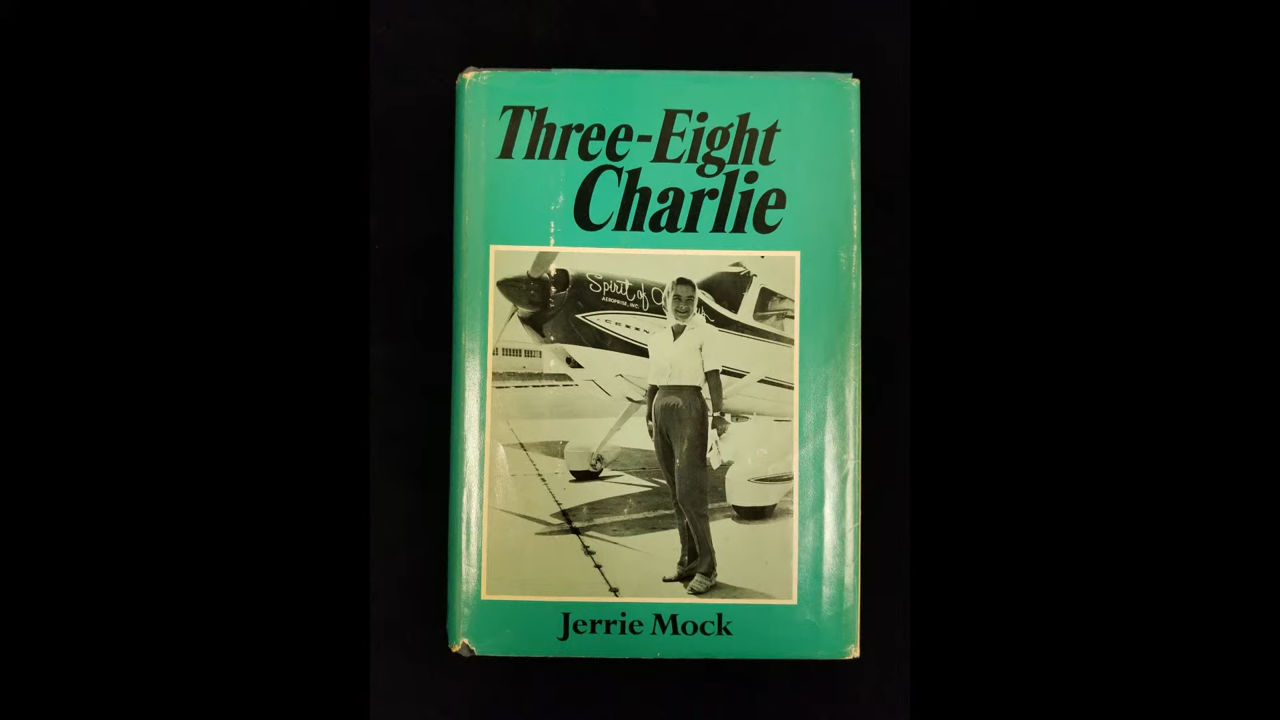 Three-Eight
Charlie
Spirit of
AEROPRISE, INC.
Jerrie Mock